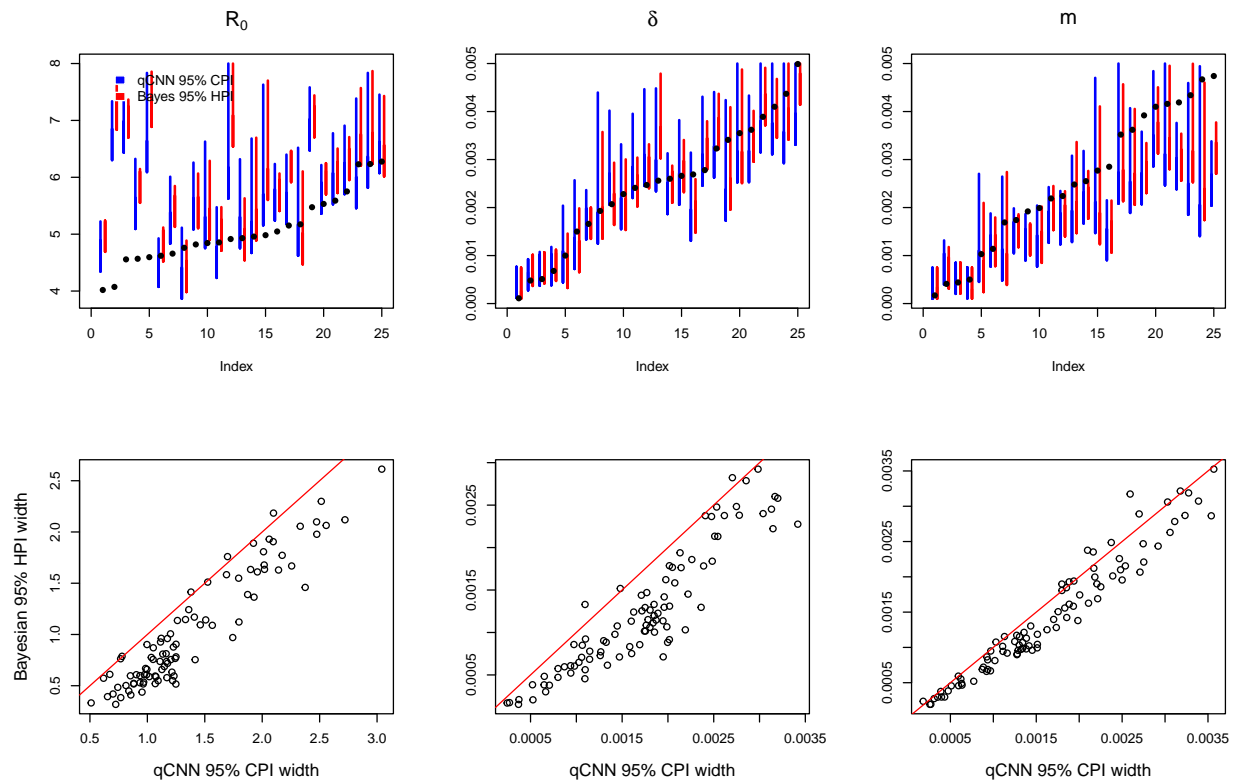 R0 δ m
qCNN 95% CPI
Bayes 95% HPI
4 5 6 7 8
0.000 0.001 0.002 0.003 0.004 0.005
0.000 0.001 0.002 0.003 0.004 0.005
0 5 10 15 20 25
0 5 10 15 20 25
0 5 10 15 20 25
Index Index Index
Bayesian 95% HPI width
0.5 1.0 1.5 2.0 2.5
0.0005 0.0015 0.0025
0.0005 0.0015 0.0025 0.0035
0.5 1.0 1.5 2.0 2.5 3.0
0.0005 0.0015 0.0025 0.0035
0.0005 0.0015 0.0025 0.0035
qCNN 95% CPI width qCNN 95% CPI width qCNN 95% CPI width